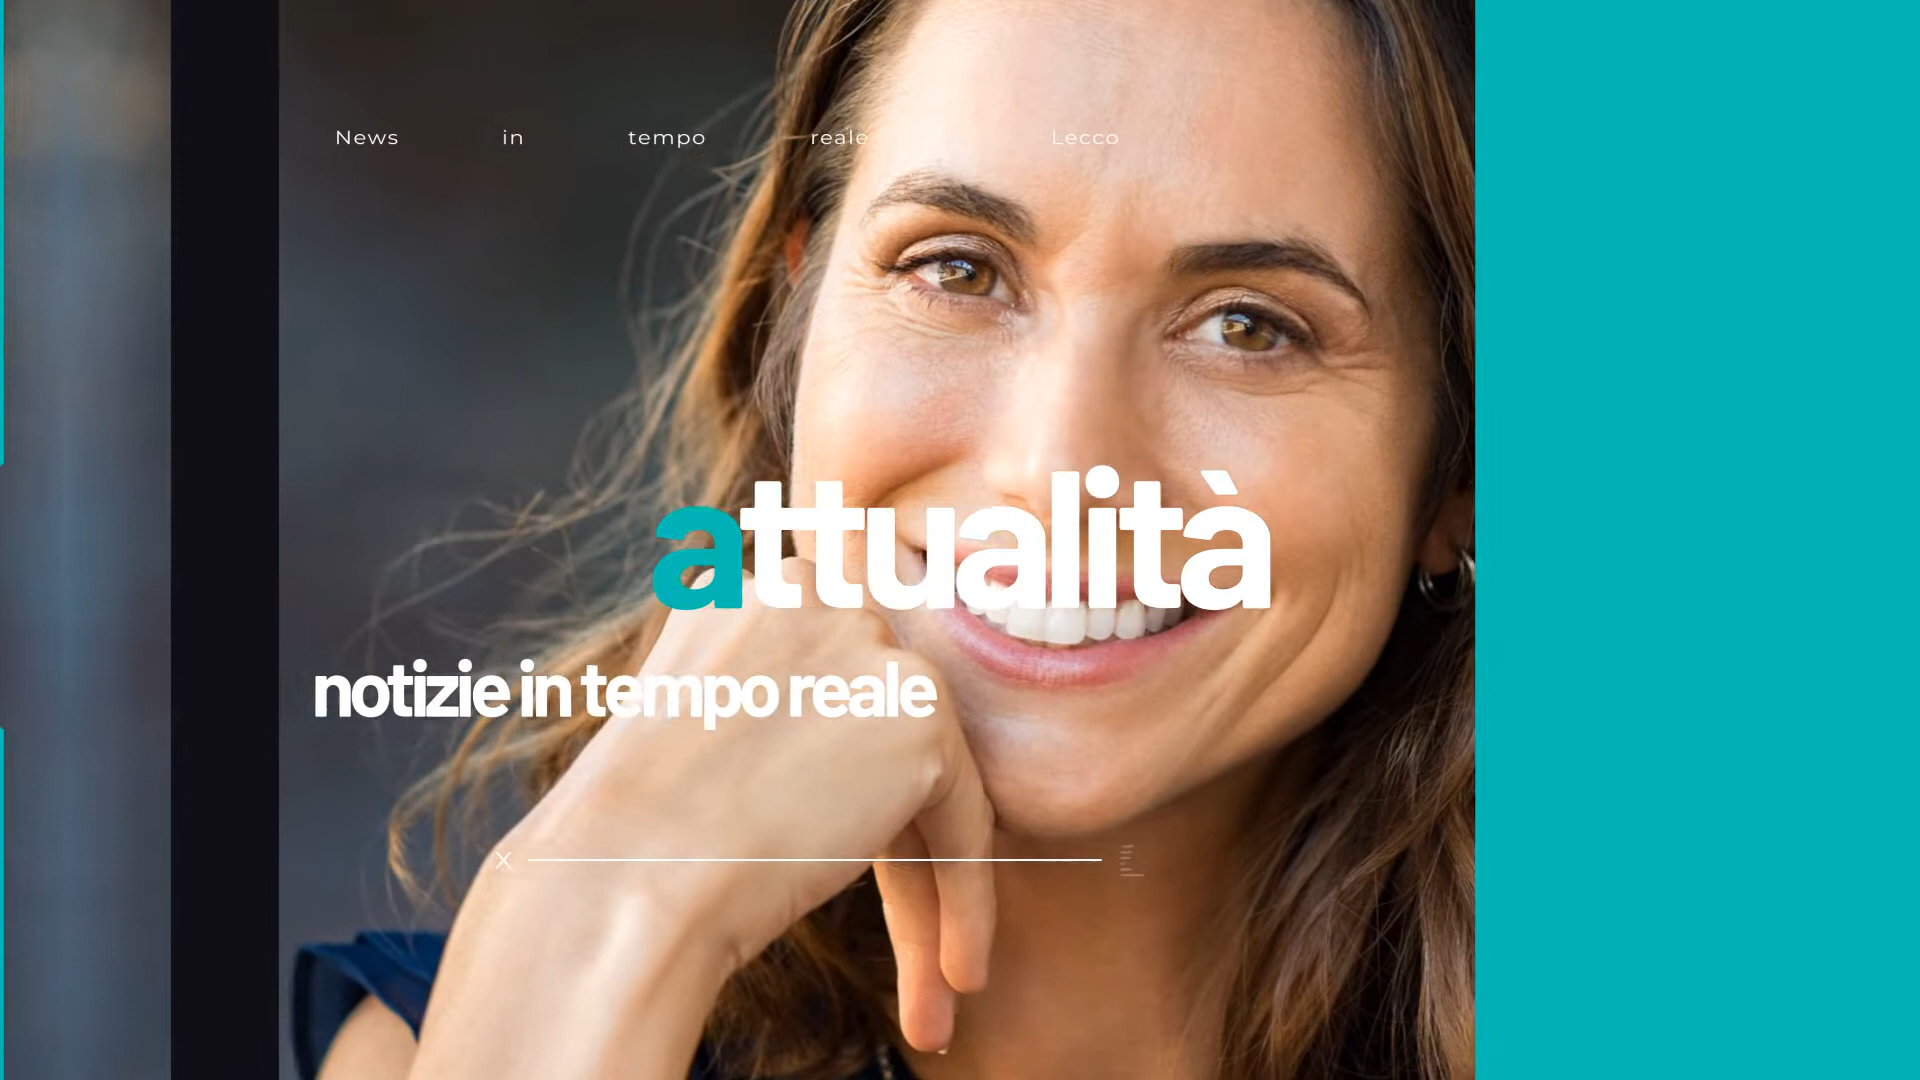 News in tempo reale Lecco
attualità
notizie in tempo reale
X